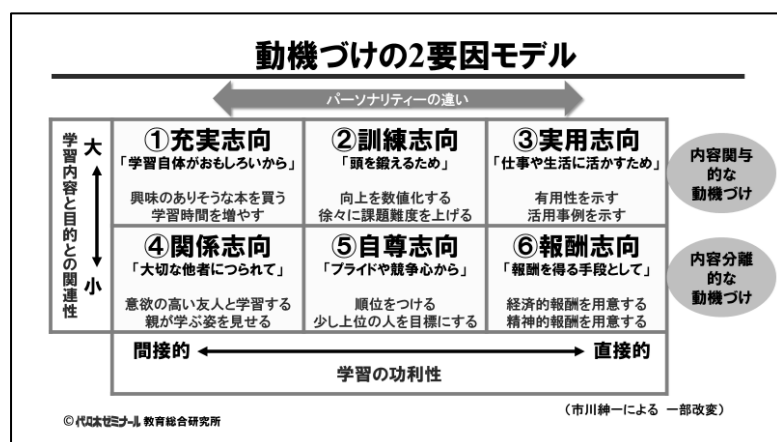 動機づけの2要因モデル
パーソナリティーの違い
学習内容と目的との関連性
大
小
①充実志向
「学習自体がおもしろいから」
興味のありそうな本を買う
学習時間を増やす
②訓練志向
「頭を鍛えるため」
向上を数値化する
徐々に課題難度を上げる
③実用志向
「仕事や生活に活かすため」
有用性を示す
活用事例を示す
内容関与
的な
動機づけ
④関係志向
「大切な他者につられて」
意欲の高い友人と学習する
親が学ぶ姿を見せる
⑤自尊志向
「プライドや競争心から」
順位をつける
少し上位の人を目標にする
⑥報酬志向
「報酬を得る手段として」
経済的報酬を用意する
精神的報酬を用意する
内容分離
的な
動機づけ
間接的
直接的
学習の功利性
(市川紳一による 一部改変)
©代々木ゼミナール 教育総合研究所